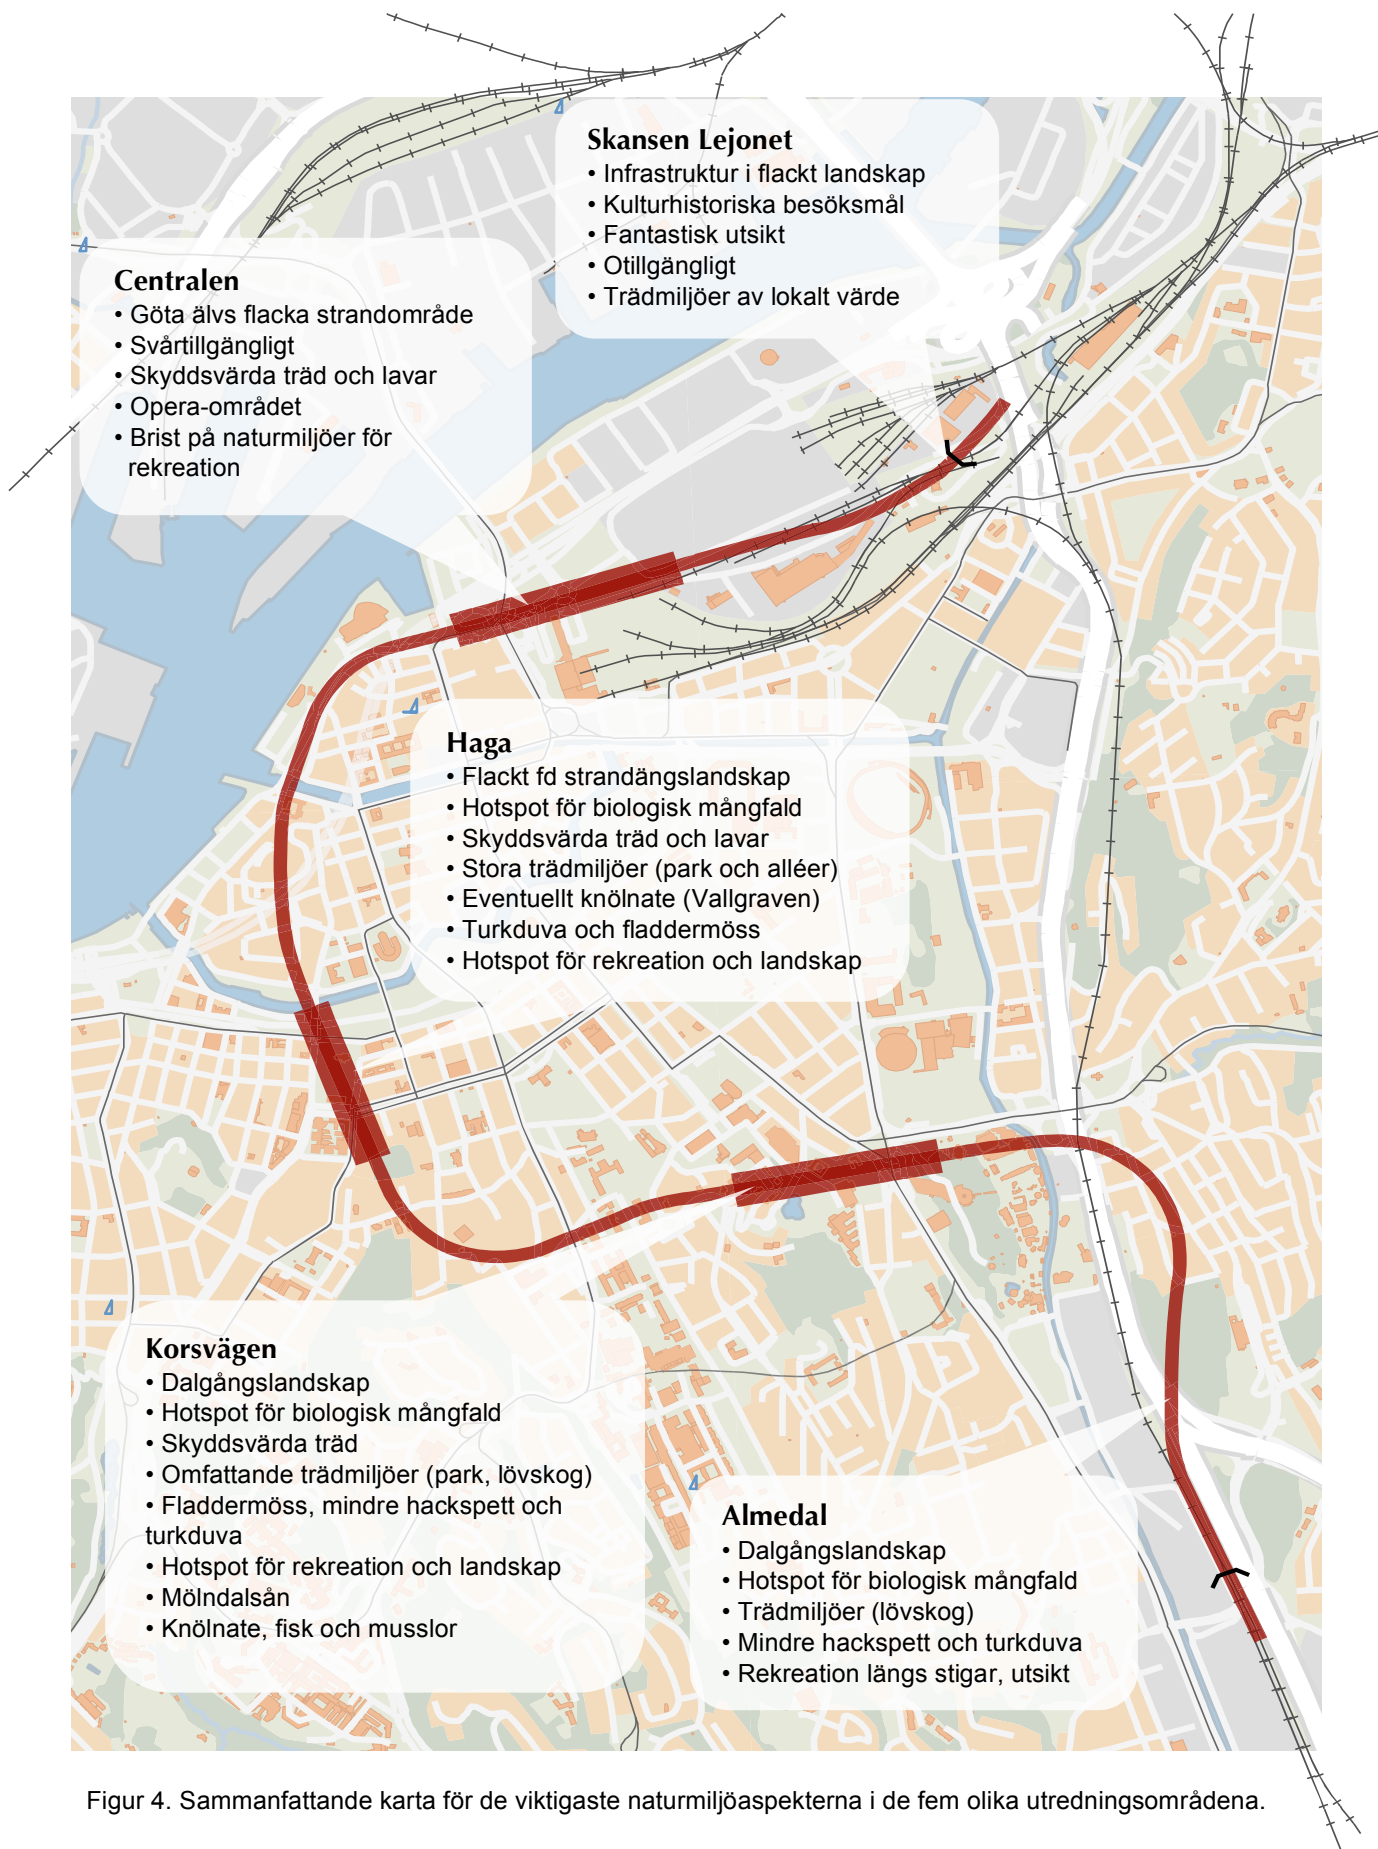 Skansen Lejonet
• Infrastruktur i flackt landskap
• Kulturhistoriska besöksmål
• Fantastisk utsikt
• Otillgängligt
• Trädmiljöer av lokalt värde
Centralen
• Göta älvs flacka strandområde
• Svårtillgängligt
• Skyddsvärda träd och lavar
• Opera-området
• Brist på naturmiljöer för
rekreation
Haga
• Flackt fd strandängslandskap
• Hotspot för biologisk mångfald
• Skyddsvärda träd och lavar
• Stora trädmiljöer (park och alléer)
• Eventuellt knölnate (Vallgraven)
• Turkduva och fladdermöss
• Hotspot för rekreation och landskap
Korsvägen
• Dalgångslandskap
• Hotspot för biologisk mångfald
• Skyddsvärda träd
• Omfattande trädmiljöer (park, lövskog)
• Fladdermöss, mindre hackspett och
turkduva
• Hotspot för rekreation och landskap
• Mölndalsån
• Knölnate, fisk och musslor
Almedal
• Dalgångslandskap
• Hotspot för biologisk mångfald
• Trädmiljöer (lövskog)
• Mindre hackspett och turkduva
• Rekreation längs stigar, utsikt
Figur 4. Sammanfattande karta för de viktigaste naturmiljöaspekterna i de fem olika utredningsområdena.